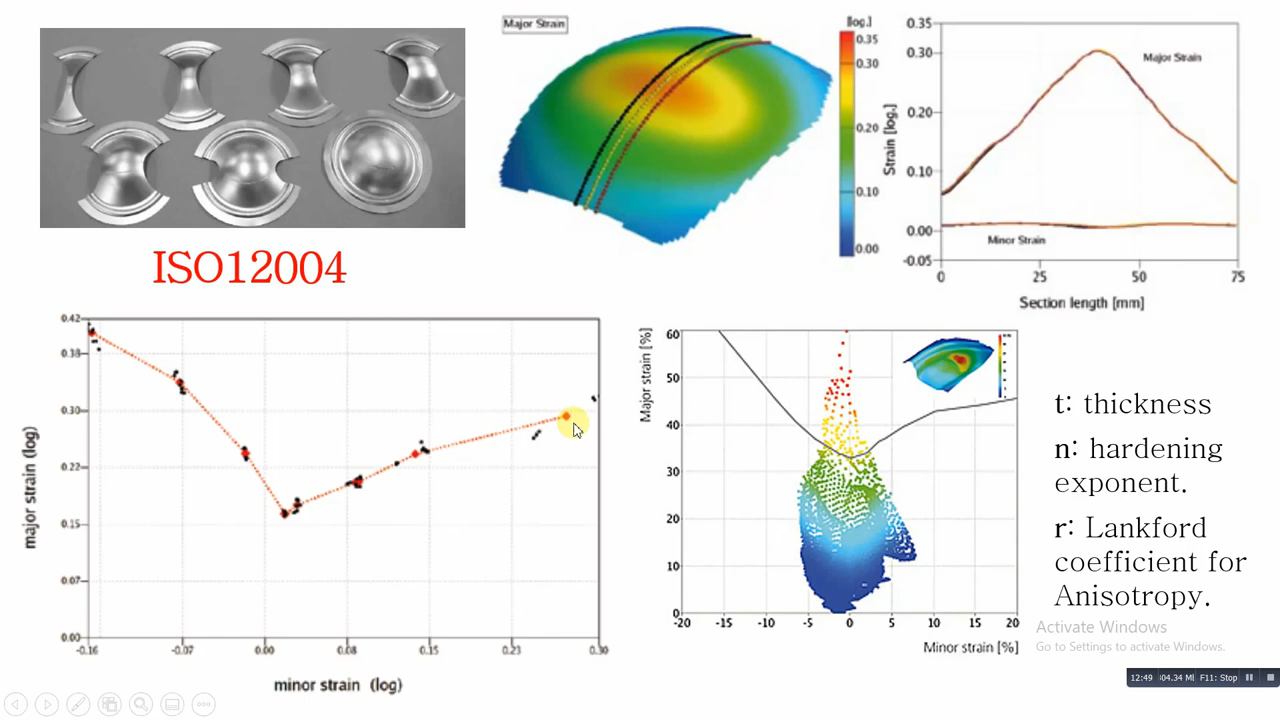 Major Strain
[log.]
0.35
0.30
0.20
0.10
0.00
Strain [log.]
0.35
0.30
0.20
0.10
0.00
-0.05
Major Strain
Minor Strain
0
25
50
75
Section length [mm]
ISO12004
major strain (log)
0.42
0.38
0.30
0.22
0.15
0.07
0.00
-0.16
-0.07
0.00
0.08
0.15
0.23
0.30
minor strain (log)
Major strain [%]
60
50
40
30
20
10
0
-20
-15
-10
-5
0
5
10
15
20
Minor strain [%]
t: thickness
n: hardening
exponent.
r: Lankford
coefficient for
Anisotropy.
Activate Windows
Go to Settings to activate Windows.
12:49
F11: Stop